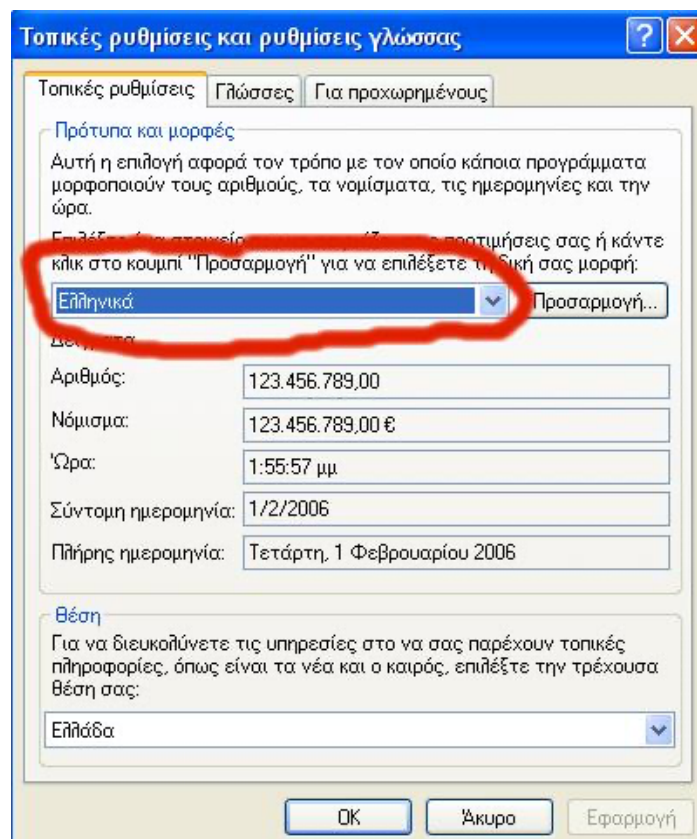 Τοπικές ρυθμίσεις και ρυθμίσεις γλώσσας
Τοπικές ρυθμίσεις Γλώσσες Για προχωρημένους
Πρότυπα και μορφές
Αυτή η επιλογή αφορά τον τρόπο με τον οποίο κάποια προγράμματα
μορφοποιούν τους αριθμούς, τα νομίσματα, τις ημερομηνίες και την
ώρα.
προτιμήσεις σας ή κάντε
κλικ στο κουμπί "Προσαρμογή" για να επιλέξετε τη δική σας μορφή:
Ελληνικά Προσαρμογή...
Αριθμός: 123.456.789,00
Νόμισμα: 123.456.789,00 €
Ώρα: 1:55:57 μμ
Σύντομη ημερομηνία: 1/2/2006
Πλήρης ημερομηνία: Τετάρτη, 1 Φεβρουαρίου 2006
Θέση
Για να διευκολύνετε τις υπηρεσίες στο να σας παρέχουν τοπικές
πληροφορίες, όπως είναι τα νέα και ο καιρός, επιλέξτε την τρέχουσα
θέση σας:
Ελλάδα
OK Άκυρο Εφαρμογή